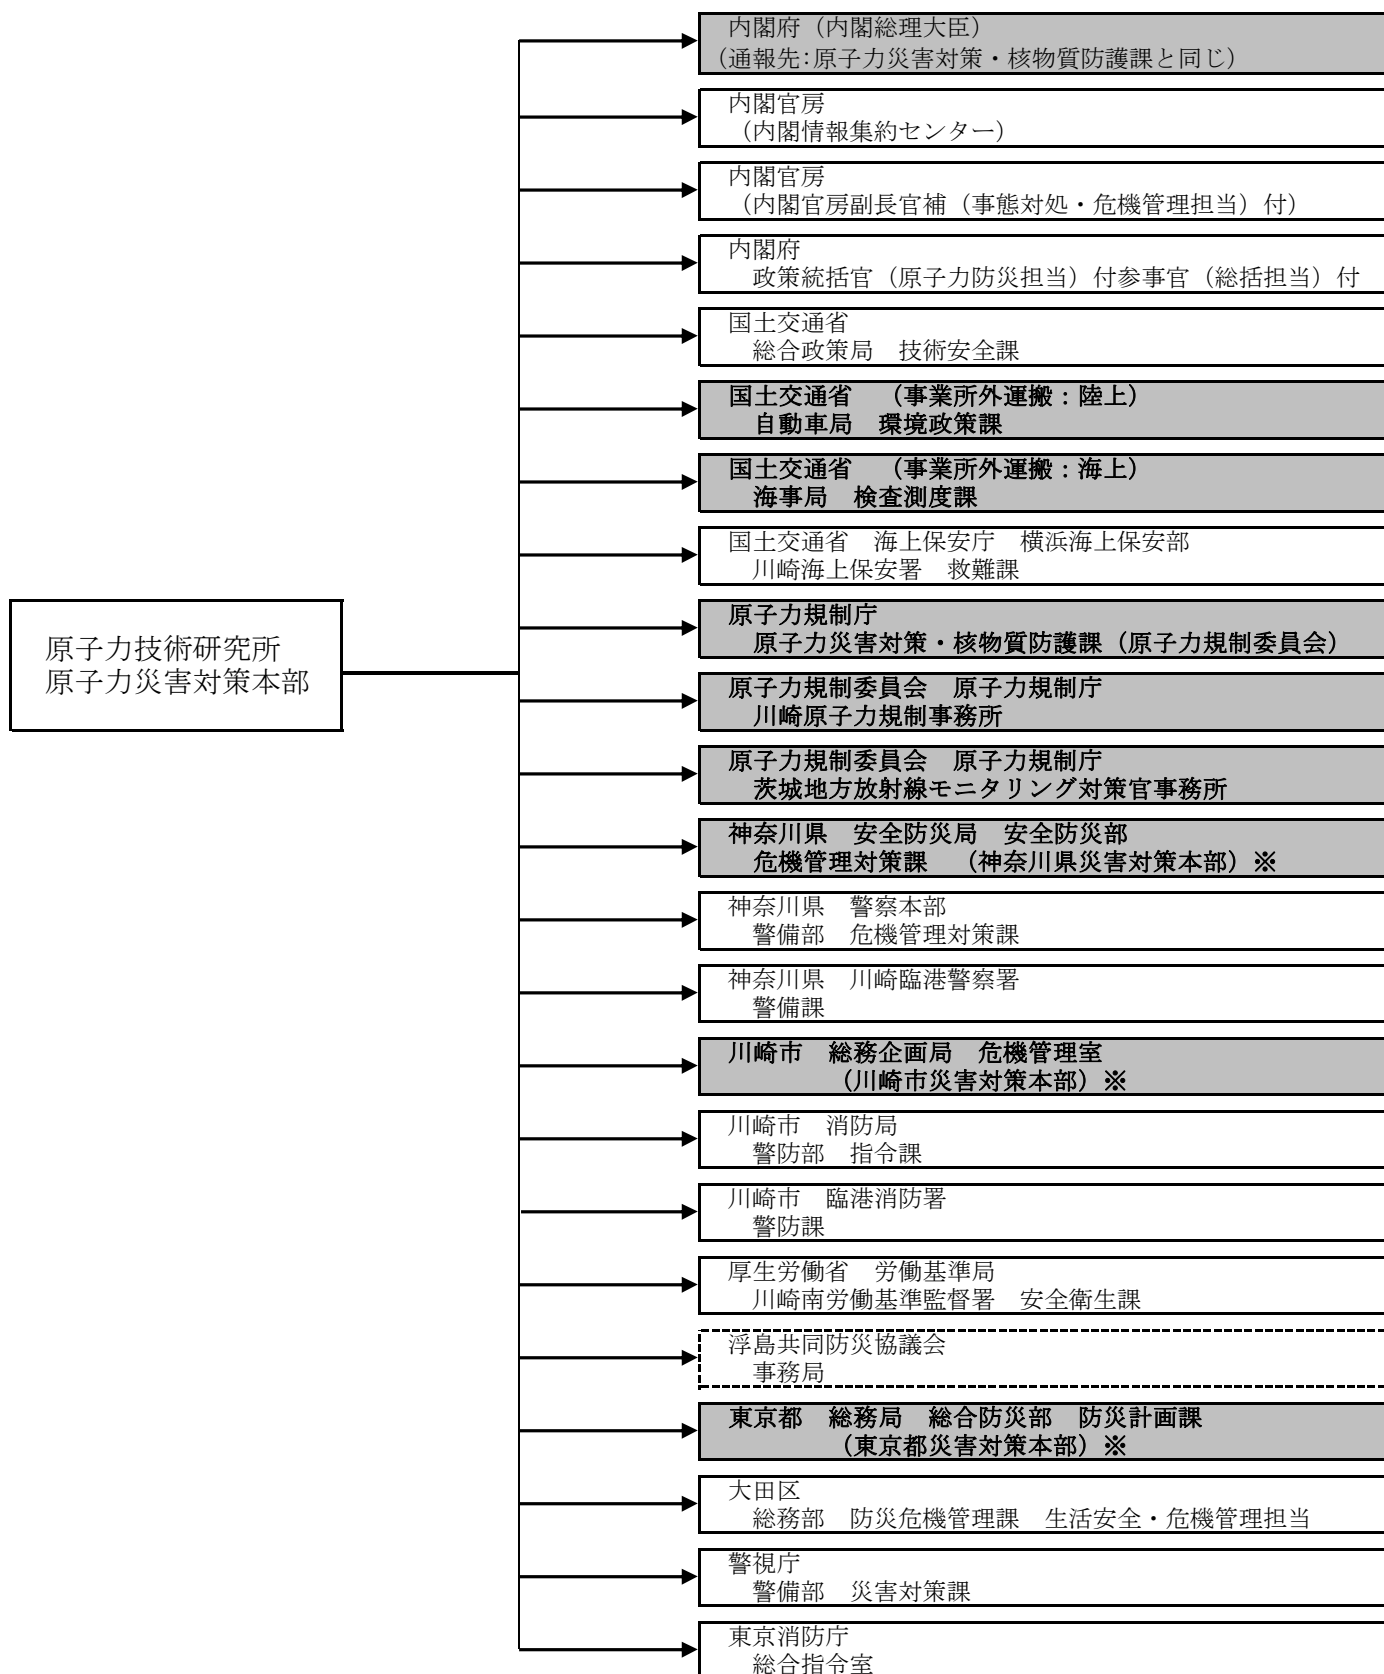 内閣府（内閣総理大臣）
（通報先:原子力災害対策・核物質防護課と同じ）
内閣官房
（内閣情報集約センター）
内閣官房
（内閣官房副長官補（事態対処・危機管理担当）付）
内閣府
政策統括官（原子力防災担当）付参事官（総括担当）付
国土交通省
総合政策局　技術安全課
国土交通省　（事業所外運搬：陸上）
自動車局　環境政策課
国土交通省　（事業所外運搬：海上）
海事局　検査測度課
国土交通省　海上保安庁　横浜海上保安部
川崎海上保安署　救難課
原子力技術研究所
原子力災害対策本部
原子力規制庁
原子力災害対策・核物質防護課（原子力規制委員会）
原子力規制委員会　原子力規制庁
川崎原子力規制事務所
原子力規制委員会　原子力規制庁
茨城地方放射線モニタリング対策官事務所
神奈川県　安全防災局　安全防災部
危機管理対策課　（神奈川県災害対策本部）※
神奈川県　警察本部
警備部　危機管理対策課
神奈川県　川崎臨港警察署
警備課
川崎市　総務企画局　危機管理室
（川崎市災害対策本部）※
川崎市　消防局
警防部　指令課
川崎市　臨港消防署
警防課
厚生労働省　労働基準局
川崎南労働基準監督署　安全衛生課
浮島共同防災協議会
事務局
東京都　総務局　総合防災部　防災計画課
（東京都災害対策本部）※
大田区
総務部　防災危機管理課　生活安全・危機管理担当
警視庁
警備部　災害対策課
東京消防庁
総合指令室